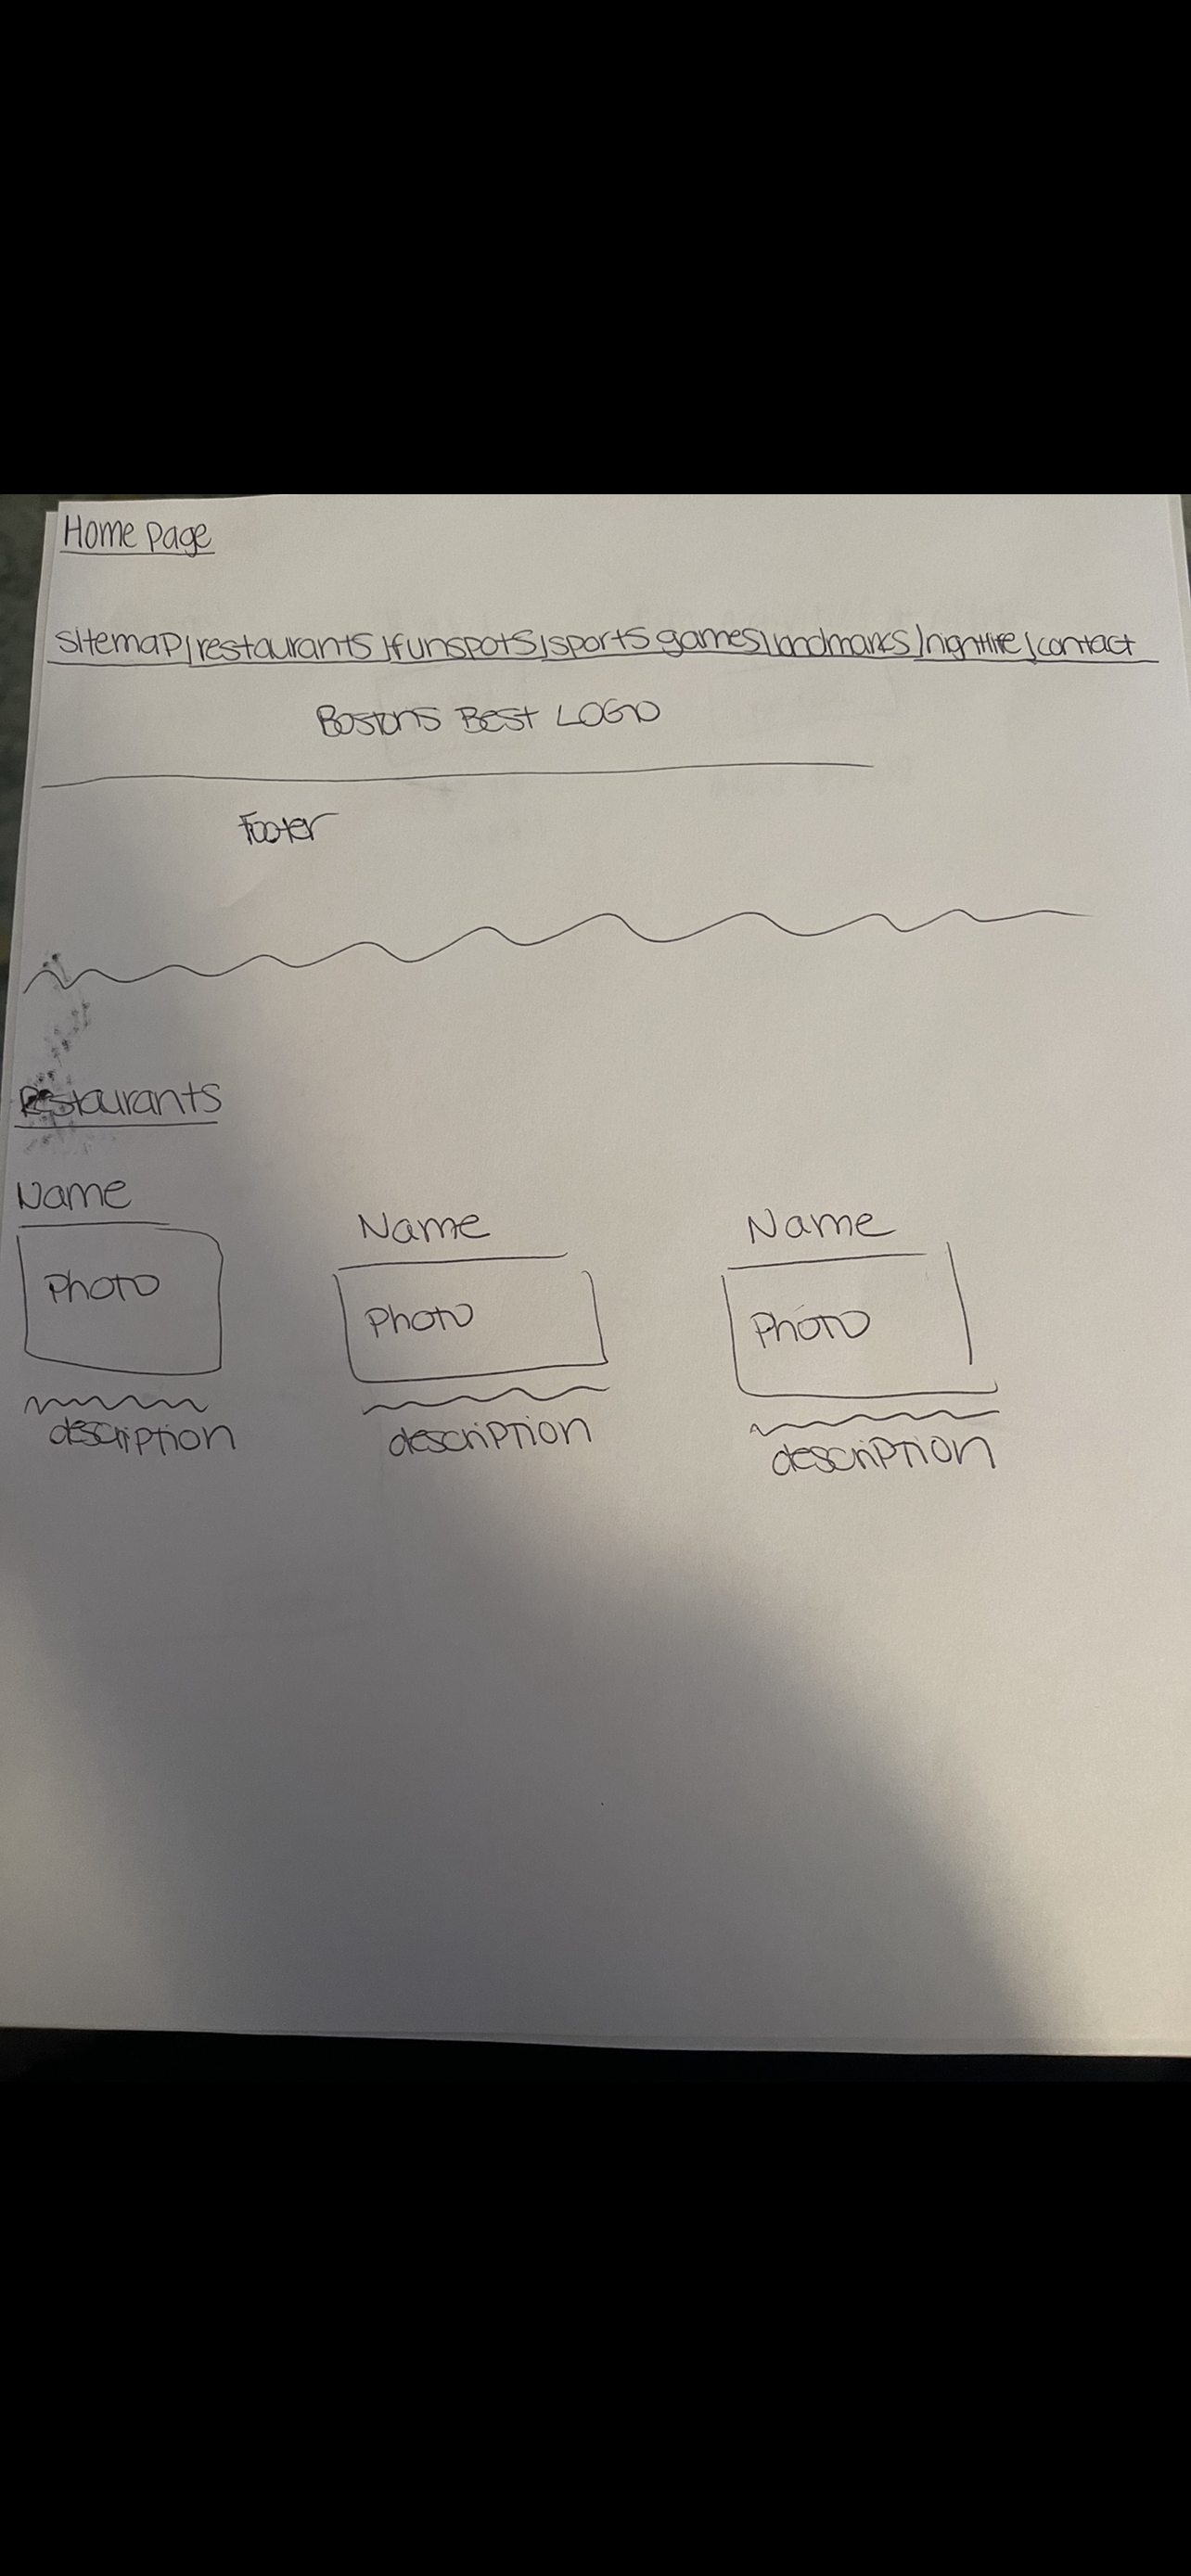 Home page
sitemap/restaurants/funspots/sports games/landmarks/nightlife/contact
Bostons Best LOGO
Footer
Restaurants
Name Name Name
Photo Photo Photo
description description description